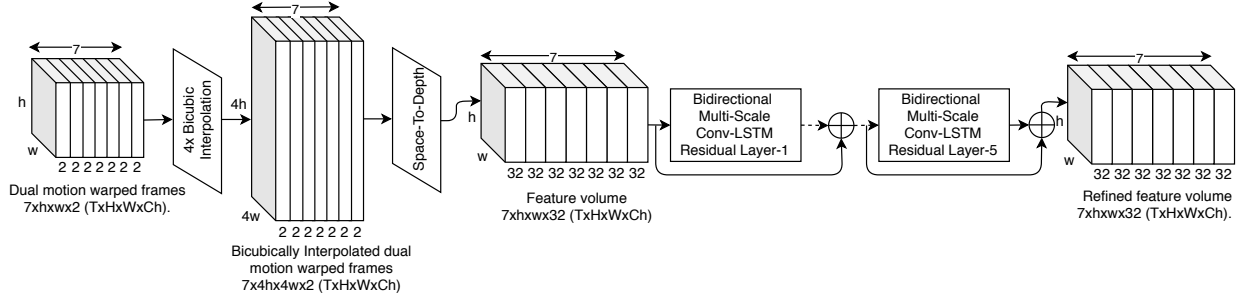 7
h
w
2 2 2 2 2 2 2
Dual motion warped frames
7xhxwx2 (TxHxWxCh).
4x Bicubic
Interpolation
7
4h
4w
2 2 2 2 2 2 2
Bicubically Interpolated dual
motion warped frames
7x4hx4wx2 (TxHxWxCh)
Space-To-Depth
7
h
w
32 32 32 32 32 32 32
Feature volume
7xhxwx32 (TxHxWxCh)
Bidirectional
Multi-Scale
Conv-LSTM
Residual Layer-1
Bidirectional
Multi-Scale
Conv-LSTM
Residual Layer-5
7
h
w
32 32 32 32 32 32 32
Refined feature volume
7xhxwx32 (TxHxWxCh).